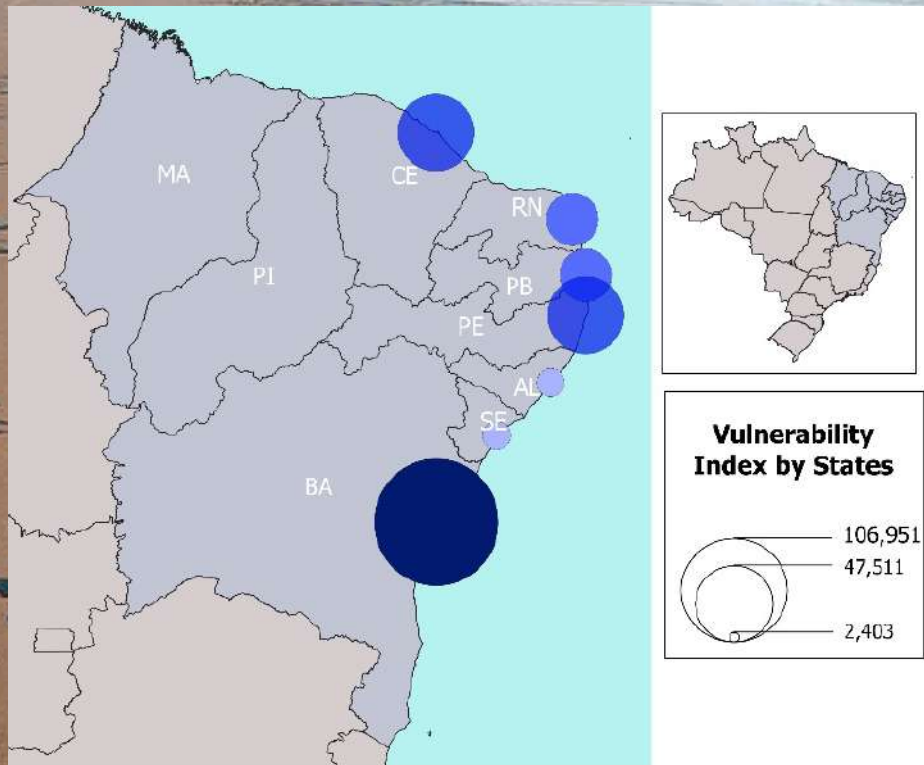 MA
CE
RN
PI
PB
PE
AL
SE
BA
Vulnerability
Index by States
106,951
47,511
2,403